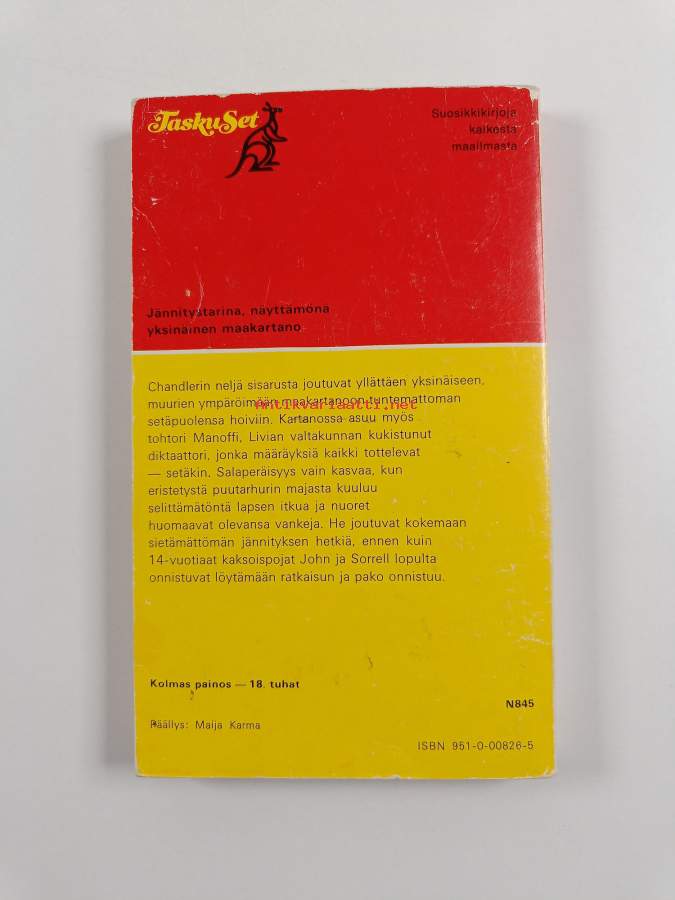 TaskuSet
Suosikkikirjoja
kaikesta
maailmasta
Jännitystarina, näyttämönä
yksinäinen maakartano.
Chandlerin neljä sisarusta joutuvat yllättäen yksinäiseen,
muurien ympäröimään maakartanoon tuntemattoman
antikvariaatti.net
setäpuolensa hoiviin. Kartanossa asuu myös
tohtori Manoffi, Livian valtakunnan kukistunut
diktaattori, jonka määräyksiä kaikki tottelevat
— setäkin. Salaperäisyys vain kasvaa, kun
eristetystä puutarhurin majasta kuuluu
selittämätöntä lapsen itkua ja nuoret
huomaavat olevansa vankeja. He joutuvat kokemaan
sietämättömän jännityksen hetkiä, ennen kuin
14-vuotiaat kaksoispojat John ja Sorrell lopulta
onnistuvat löytämään ratkaisun ja pako onnistuu.
Kolmas painos — 18. tuhat
N845
Päällys: Maija Karma
ISBN 951-0-00826-5